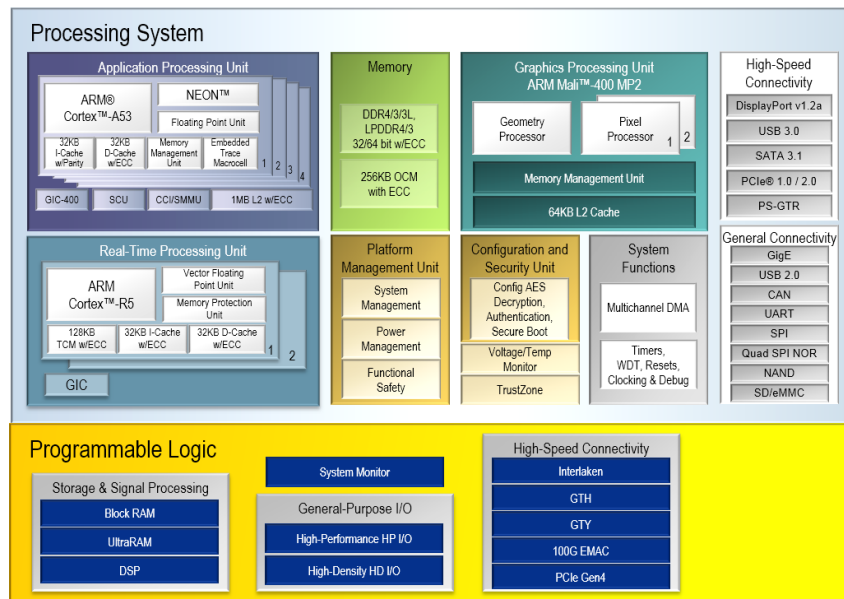 Processing System
Application Processing Unit
ARM®
Cortex™-A53
NEON™
Floating Point Unit
32KB
I-Cache
w/Parity
32KB
D-Cache
w/ECC
Memory
Management
Unit
Embedded
Trace
Macrocell
1
2
3
4
GIC-400
SCU
CCI/SMMU
1MB L2 w/ECC
Memory
DDR4/3/3L,
LPDDR4/3
32/64 bit w/ECC
256KB OCM
with ECC
Graphics Processing Unit
ARM Mali™-400 MP2
Geometry
Processor
Pixel
Processor
1
2
Memory Management Unit
64KB L2 Cache
High-Speed
Connectivity
DisplayPort v1.2a
USB 3.0
SATA 3.1
PCIe® 1.0 / 2.0
PS-GTR
Real-Time Processing Unit
ARM
Cortex™-R5
Vector Floating
Point Unit
Memory Protection
Unit
128KB
TCM w/ECC
32KB I-Cache
w/ECC
32KB D-Cache
w/ECC
1
2
GIC
Platform
Management Unit
System
Management
Power
Management
Functional
Safety
Configuration and
Security Unit
Config AES
Decryption,
Authentication,
Secure Boot
Voltage/Temp
Monitor
TrustZone
System
Functions
Multichannel DMA
Timers,
WDT, Resets,
Clocking & Debug
General Connectivity
GigE
USB 2.0
CAN
UART
SPI
Quad SPI NOR
NAND
SD/eMMC
Programmable Logic
Storage & Signal Processing
Block RAM
UltraRAM
DSP
System Monitor
General-Purpose I/O
High-Performance HP I/O
High-Density HD I/O
High-Speed Connectivity
Interlaken
GTH
GTY
100G EMAC
PCIe Gen4